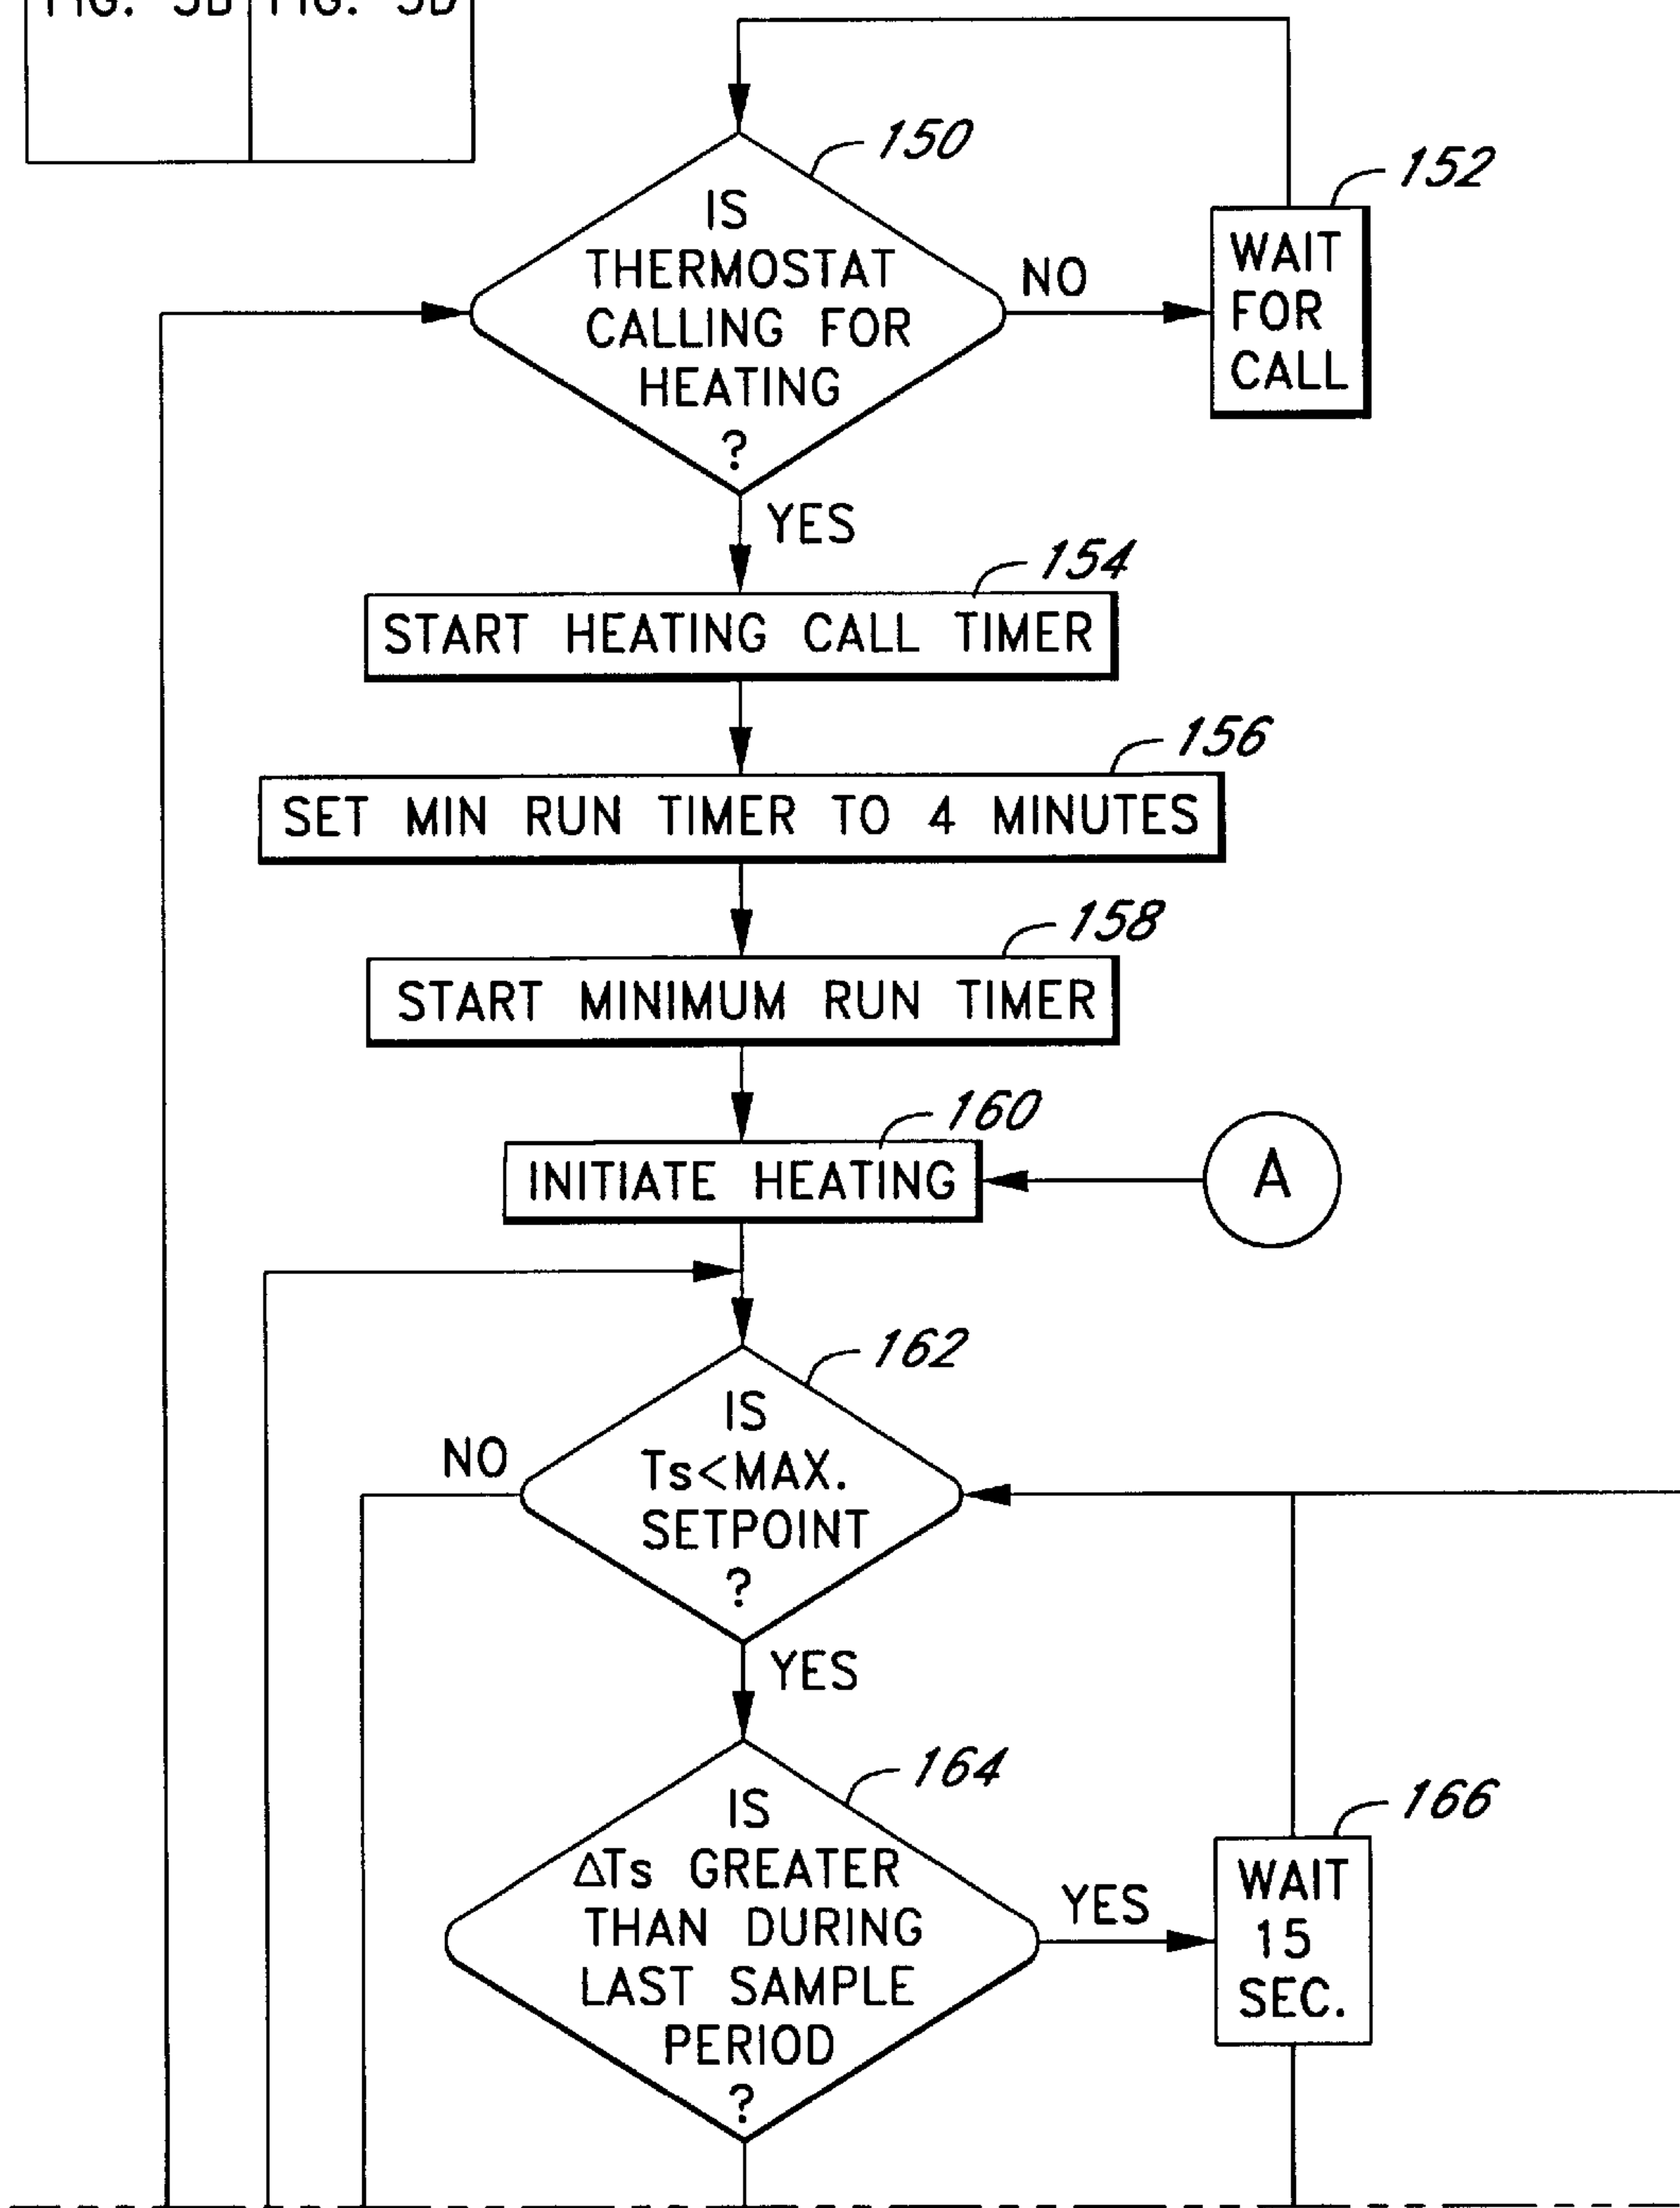 150
IS
THERMOSTAT
CALLING FOR
HEATING
?
NO
152
WAIT
FOR
CALL
YES
154
START HEATING CALL TIMER
156
SET MIN RUN TIMER TO 4 MINUTES
158
START MINIMUM RUN TIMER
160
INITIATE HEATING
A
162
IS
Ts<MAX.
SETPOINT
?
NO
YES
164
IS
ΔTs GREATER
THAN DURING
LAST SAMPLE
PERIOD
?
YES
166
WAIT
15
SEC.